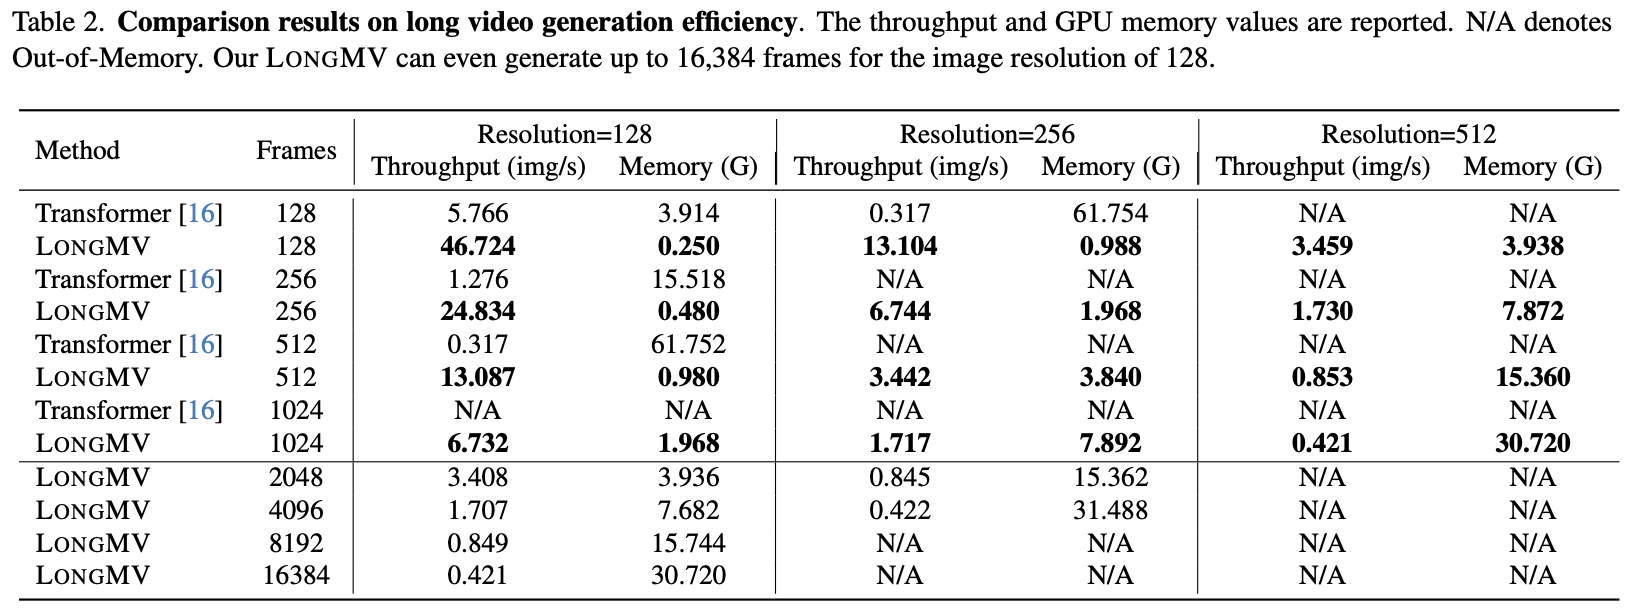 Table 2. Comparison results on long video generation efficiency. The throughput and GPU memory values are reported. N/A denotes
Out-of-Memory. Our LONGMV can even generate up to 16,384 frames for the image resolution of 128.
Method Frames Resolution=128 Resolution=256 Resolution=512
Throughput (img/s) Memory (G) Throughput (img/s) Memory (G) Throughput (img/s) Memory (G)
Transformer [16] 128 5.766 3.914 0.317 61.754 N/A N/A
LONGMV 128 46.724 0.250 13.104 0.988 3.459 3.938
Transformer [16] 256 1.276 15.518 N/A N/A N/A N/A
LONGMV 256 24.834 0.480 6.744 1.968 1.730 7.872
Transformer [16] 512 0.317 61.752 N/A N/A N/A N/A
LONGMV 512 13.087 0.980 3.442 3.840 0.853 15.360
Transformer [16] 1024 N/A N/A N/A N/A N/A N/A
LONGMV 1024 6.732 1.968 1.717 7.892 0.421 30.720
LONGMV 2048 3.408 3.936 0.845 15.362 N/A N/A
LONGMV 4096 1.707 7.682 0.422 31.488 N/A N/A
LONGMV 8192 0.849 15.744 N/A N/A N/A N/A
LONGMV 16384 0.421 30.720 N/A N/A N/A N/A